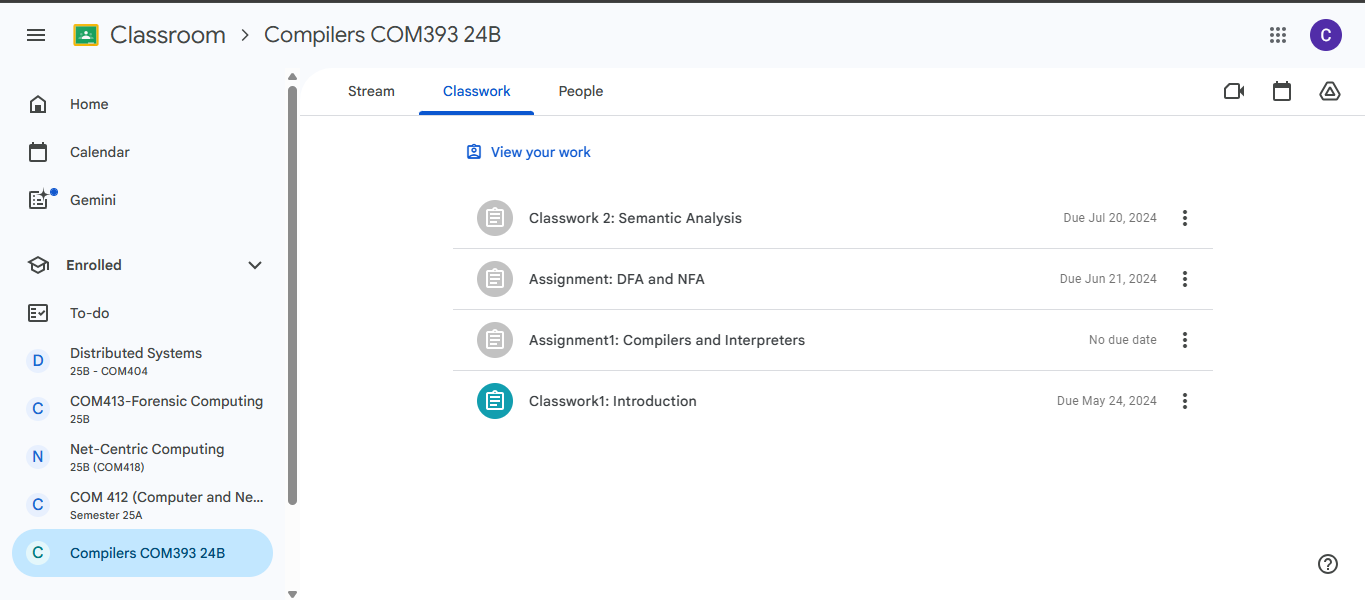 Classroom > Compilers COM393 24B
C
Home
Calendar
Gemini
Enrolled
To-do
D
Distributed Systems
25B - COM404
C
COM413-Forensic Computing
25B
N
Net-Centric Computing
25B (COM418)
C
COM 412 (Computer and Ne...
Semester 25A
C
Compilers COM393 24B
Stream Classwork People
View your work
Classwork 2: Semantic Analysis Due Jul 20, 2024
Assignment: DFA and NFA Due Jun 21, 2024
Assignment1: Compilers and Interpreters No due date
Classwork1: Introduction Due May 24, 2024